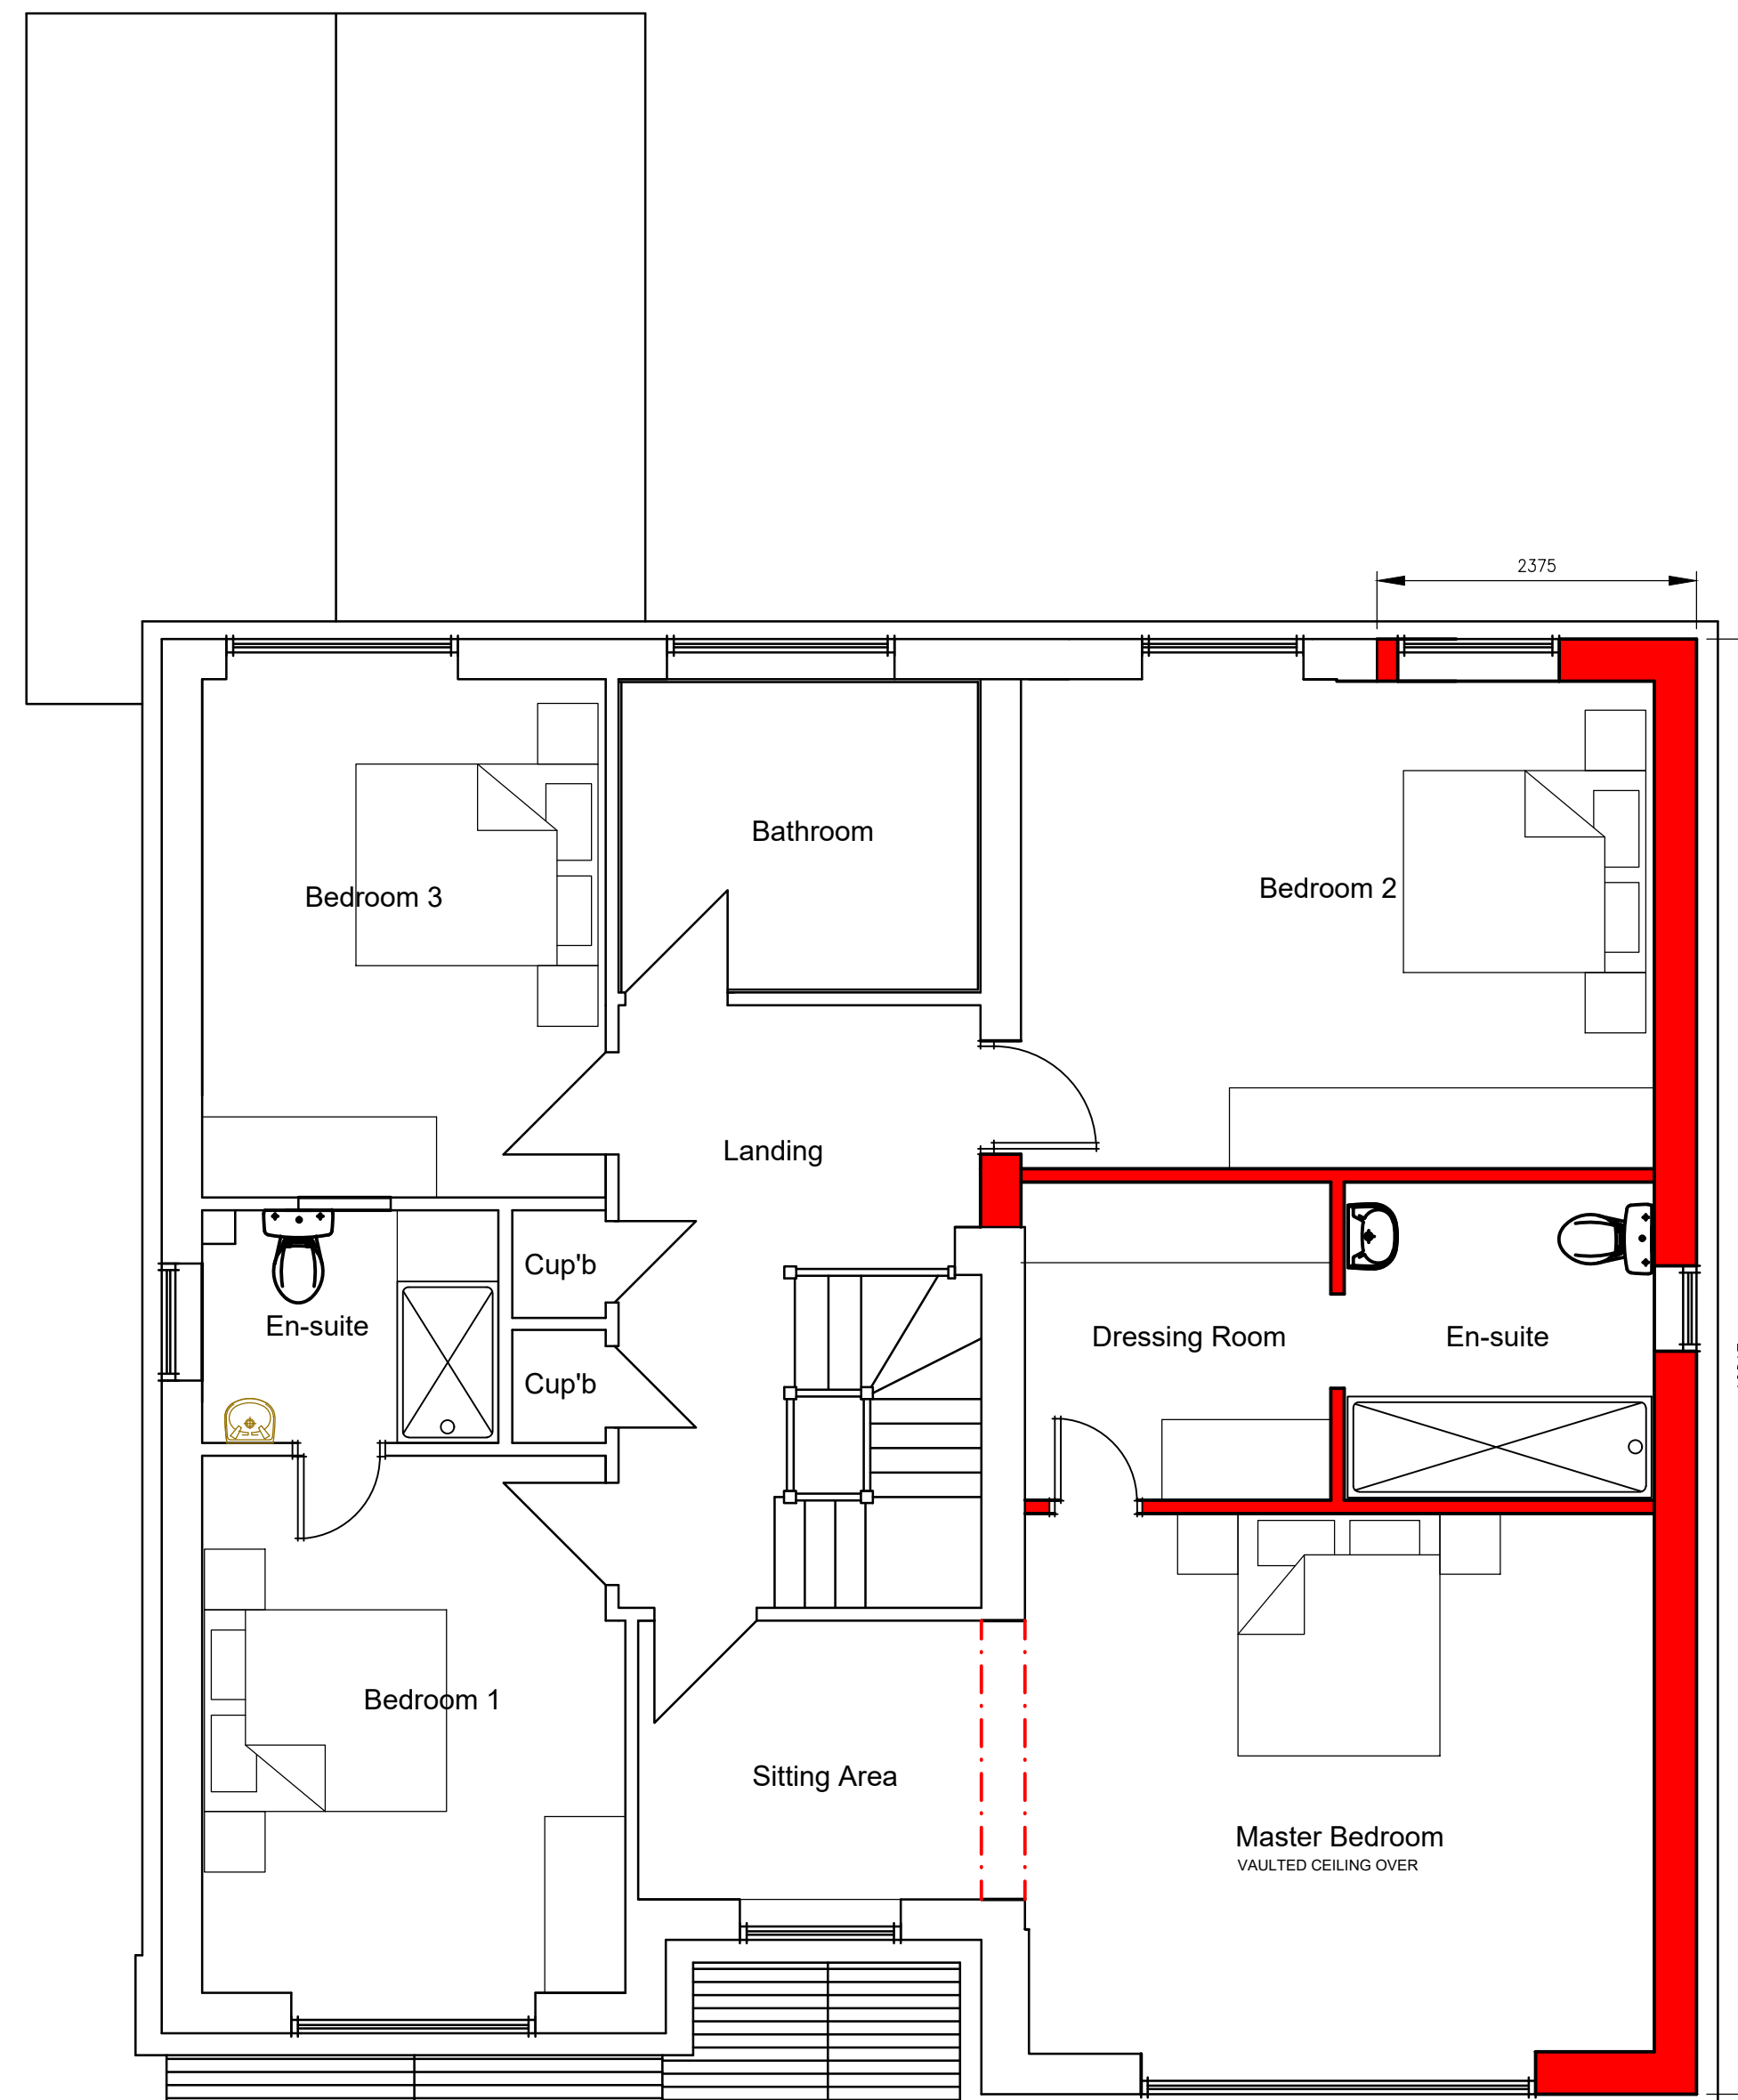 2375
Bathroom
Bedroom 3
Bedroom 2
Landing
Cup'b
En-suite
Dressing Room
En-suite
Cup'b
Bedroom 1
Sitting Area
Master Bedroom
VAULTED CEILING OVER